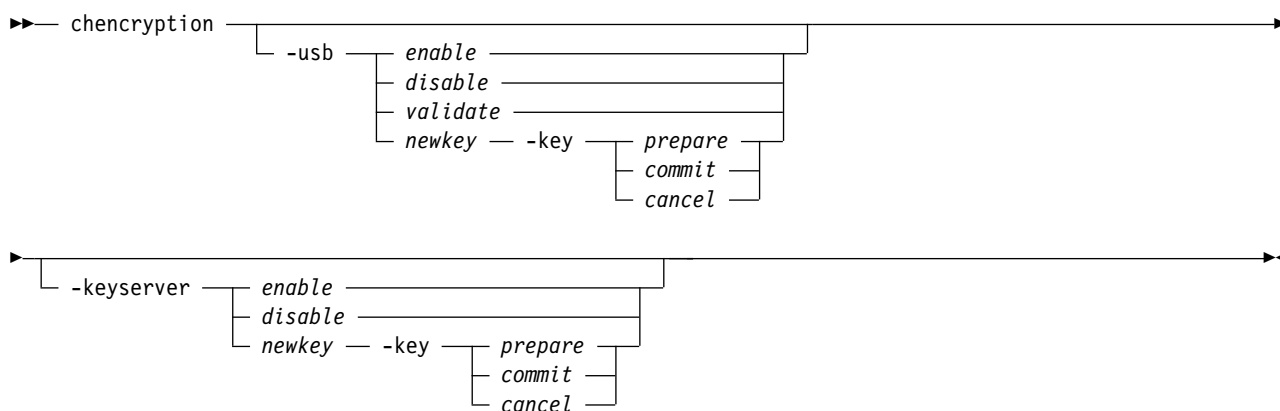 chencryption
-usb enable
disable
validate
newkey -key prepare
commit
cancel
-keyserver enable
disable
newkey -key prepare
commit
cancel